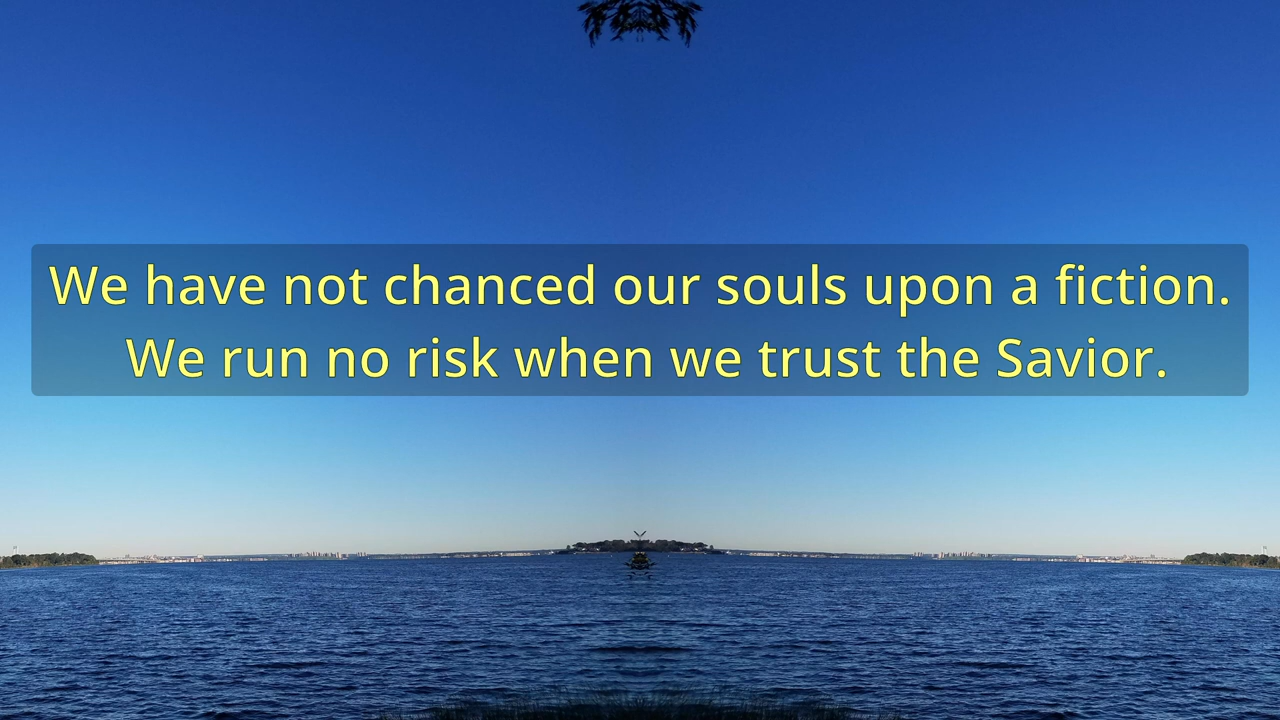 We have not chanced our souls upon a fiction.
We run no risk when we trust the Savior.